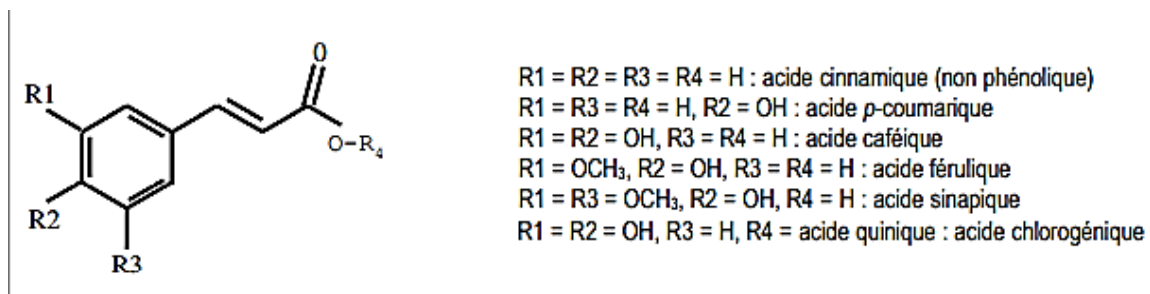 R1
R2
R3
0
O-R₄
R1 = R2 = R3 = R4 = H : acide cinnamique (non phénolique)
R1 = R3 = R4 = H, R2 = OH : acide p-coumarique
R1 = R2 = OH, R3 = R4 = H : acide caféique
R1 = OCH₃, R2 = OH, R3 = R4 = H : acide férulique
R1 = R3 = OCH₃, R2 = OH, R4 = H : acide sinapique
R1 = R2 = OH, R3 = H, R4 = acide quinique : acide chlorogénique